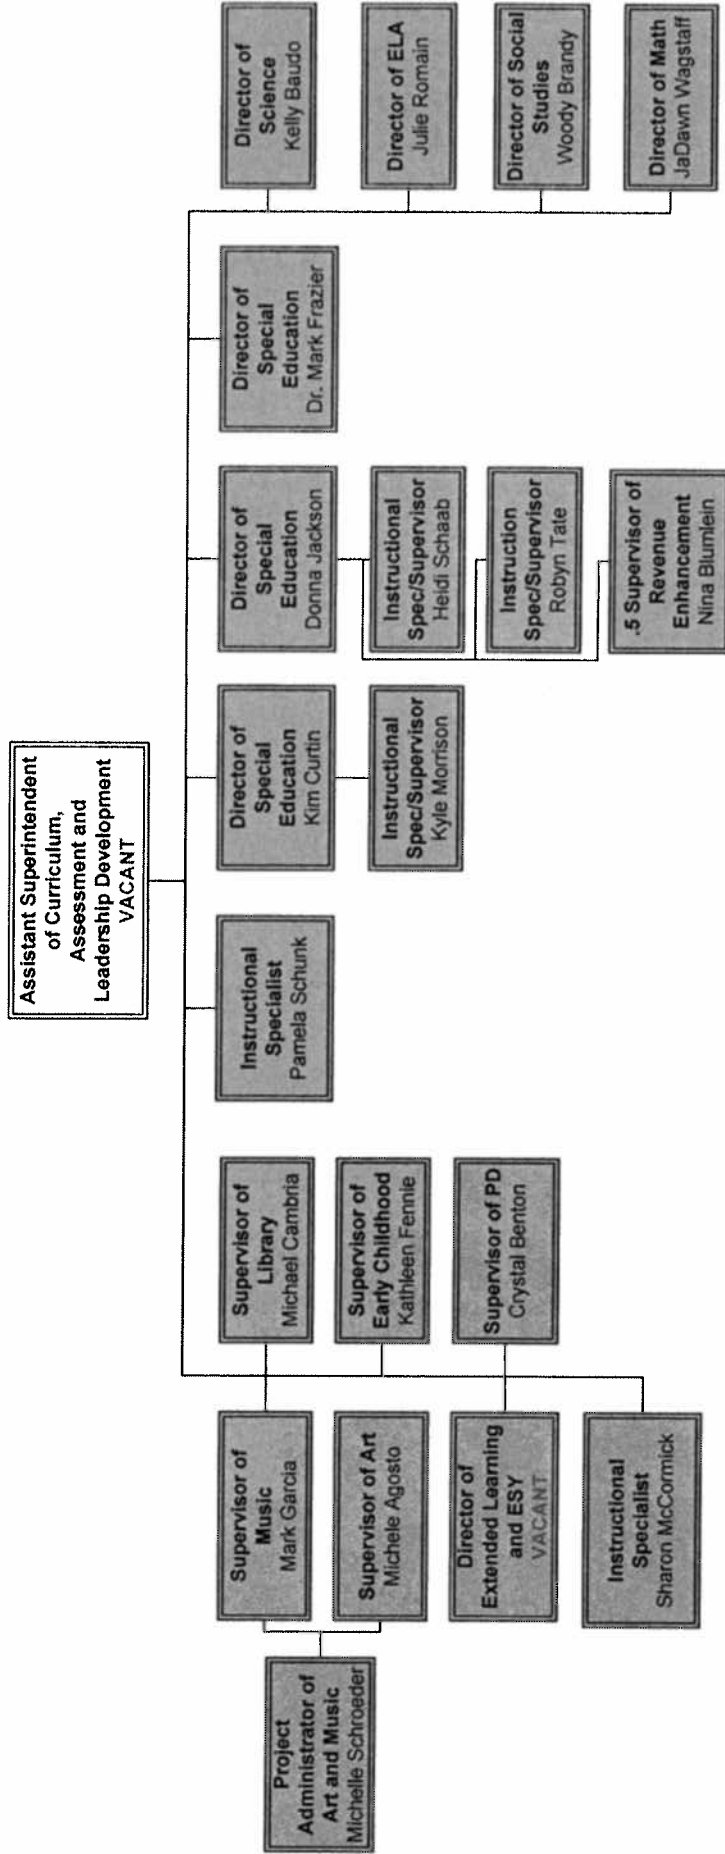 Assistant Superintendent
of Curriculum,
Assessment and
Leadership Development
VACANT
Project
Administrator of
Art and Music
Michelle Schroeder
Supervisor of
Music
Mark Garcia
Supervisor of Art
Michele Agosto
Director of
Extended Learning
and ESY
VACANT
Instructional
Specialist
Sharon McCormick
Supervisor of
Library
Michael Cambria
Supervisor of
Early Childhood
Kathleen Fennie
Supervisor of PD
Crystal Benton
Instructional
Specialist
Pamela Schunk
Director of
Special
Education
Kim Curtin
Instructional
Spec/Supervisor
Kyle Morrison
Director of
Special
Education
Donna Jackson
Instructional
Spec/Supervisor
Heidi Schaab
Instruction
Spec/Supervisor
Robyn Tate
.5 Supervisor of
Revenue
Enhancement
Nina Blumlein
Director of
Special
Education
Dr. Mark Frazier
Director of
Science
Kelly Baudo
Director of ELA
Julie Romain
Director of Social
Studies
Woody Brandy
Director of Math
JaDawn Wagstaff